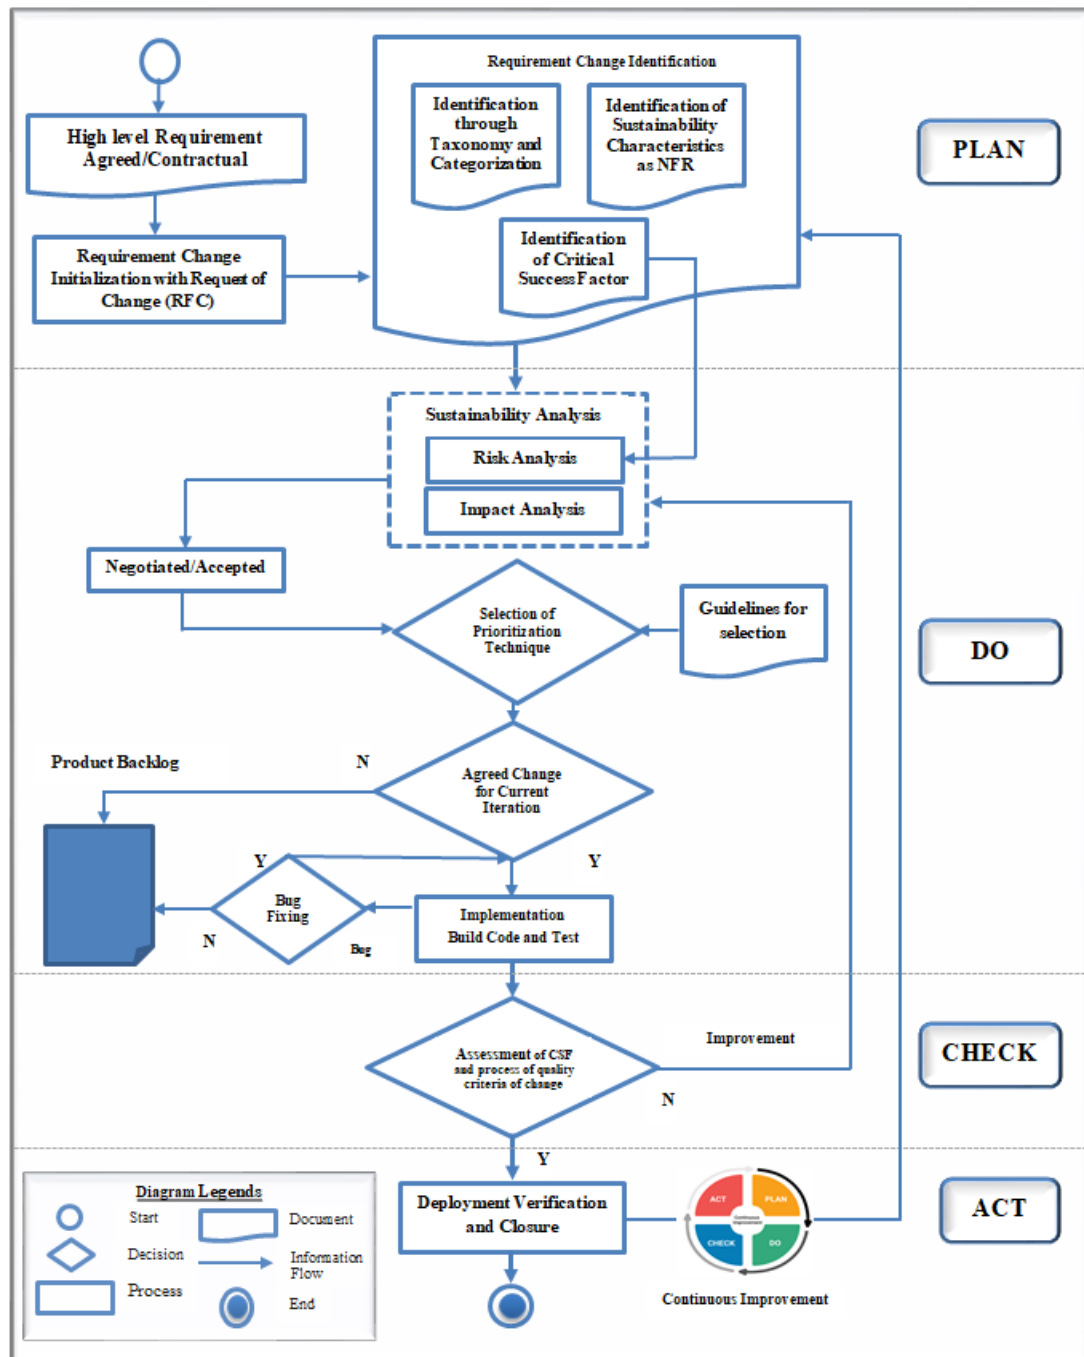 High level Requirement
Agreed/Contractual
Requirement Change
Initialization with Request of
Change (RFC)
Requirement Change Identification
Identification
through
Taxonomy and
Categorization
Identification of
Sustainability
Characteristics
as NFR
Identification
of Critical
Success Factor
PLAN
Sustainability Analysis
Risk Analysis
Impact Analysis
Negotiated/Accepted
Selection of
Prioritization
Technique
Guidelines for
selection
DO
Product Backlog
N
Agreed Change
for Current
Iteration
Y
Y
Bug
Fixing
N
Bug
Implementation
Build Code and Test
Assessment of CSF
and process of quality
criteria of change
Improvement
N
CHECK
Y
Deployment Verification
and Closure
ACT
PLAN
Continuous
Improvement
CHECK
DO
Continuous Improvement
ACT
Diagram Legends
Start
Document
Decision
Information
Flow
Process
End